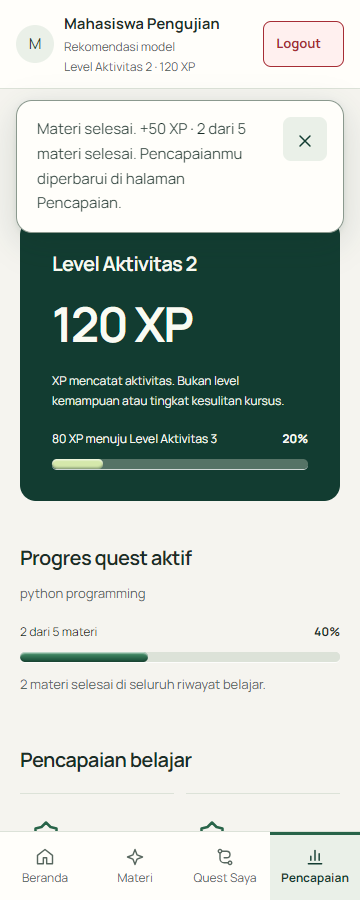 M
Mahasiswa Pengujian
Rekomendasi model
Level Aktivitas 2 · 120 XP
Logout
Materi selesai. +50 XP · 2 dari 5
materi selesai. Pencapaianmu
diperbarui di halaman
Pencapaian.
Level Aktivitas 2
120 XP
XP mencatat aktivitas. Bukan level
kemampuan atau tingkat kesulitan kursus.
80 XP menuju Level Aktivitas 3 20%
Progres quest aktif
python programming
2 dari 5 materi 40%
2 materi selesai di seluruh riwayat belajar.
Pencapaian belajar
Beranda Materi Quest Saya Pencapaian